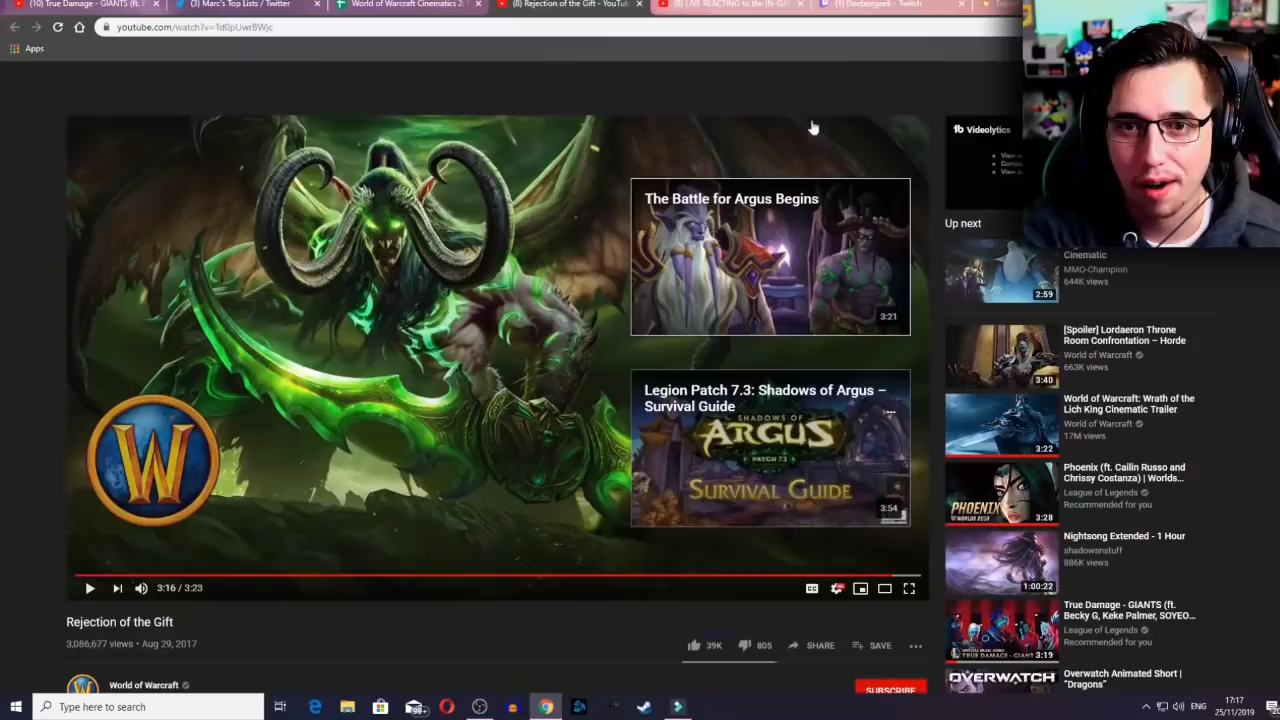 (10) True Damage - GIANTS (ft. 
(3) Marc's Top Lists / Twitter
World of Warcraft Cinematics 
(8) Rejection of the Gift - YouTu
(8) LIVE REACTING to the
(1) Deebeegeek - Twitch
youtube.com/watch?v=
Apps
The Battle for Argus Begins
3:21
Legion Patch 7.3: Shadows of Argus –
Survival Guide
SHADOWS OF
ARGUS
PATCH 7.3
SURVIVAL GUIDE
3:54
W
3:16 / 3:23
Rejection of the Gift
3,086,677 views • Aug 29, 2017
39K
805
SHARE
SAVE
World of Warcraft
SUBSCRIBE
Videolytics
Up next
Cinematic
MMO-Champion
644K views
2:59
[Spoiler] Lordaeron Throne
Room Confrontation – Horde
World of Warcraft
663K views
3:40
World of Warcraft: Wrath of the
Lich King Cinematic Trailer
World of Warcraft
17M views
3:22
Phoenix (ft. Cailin Russo and
Chrissy Costanza) | Worlds...
League of Legends
Recommended for you
PHOENIX
3:28
Nightsong Extended - 1 Hour
shadowsnstuff
886K views
1:00:22
True Damage - GIANTS (ft.
Becky G, Keke Palmer, SOYEO...
League of Legends
Recommended for you
3:19
Overwatch Animated Short |
"Dragons"
OVERWATCH
Type here to search
99+
ENG
17:17
25/11/2019